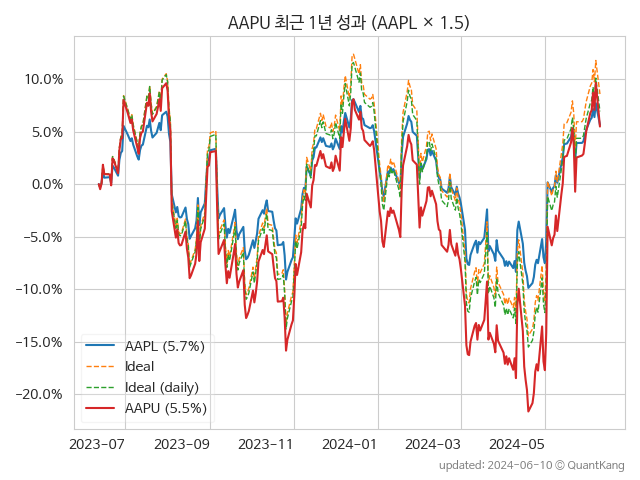 AAPU 최근 1년 성과 (AAPL × 1.5)
10.0%
5.0%
0.0%
−5.0%
−10.0%
−15.0%
−20.0%
AAPL (5.7%)
Ideal
Ideal (daily)
AAPU (5.5%)
2023-07
2023-09
2023-11
2024-01
2024-03
2024-05
updated: 2024-06-10 © QuantKang